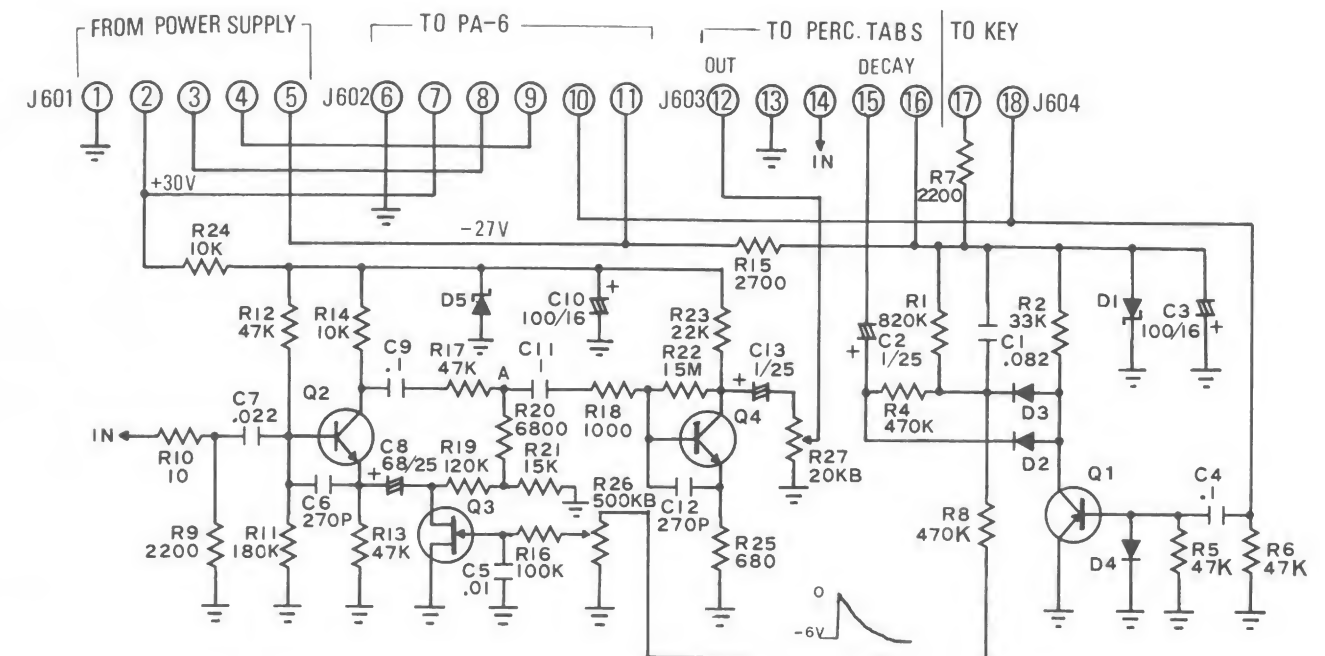 FROM POWER SUPPLY
TO PA-6
TO PERC. TABS
TO KEY
OUT
DECAY
J601 1 2 3 4 5 J602 6 7 8 9 10 11 J603 12 13 14 15 16 17 18 J604
IN
R7
2200
+30V
-27V
R24
10K
R15
2700
R12
47K
R14
10K
D5
C10
100/16
+
R23
22K
R1
820K
C2
1/25
+
C1
.082
R2
33K
D1
C3
100/16
+
C9
.1
R17
47K
A
C11
1
R22
15M
C13
1/25
+
R4
470K
D3
D2
C7
.022
Q2
R20
6800
R18
1000
Q4
IN
R10
10
C8
68/25
+
R19
120K
R21
15K
R27
20KB
Q1
C4
.1
R26
500KB
C6
270P
Q3
C12
270P
R9
2200
R11
180K
R13
47K
C5
.01
R16
100K
R25
680
R8
470K
D4
R5
47K
R6
47K
0
-6V